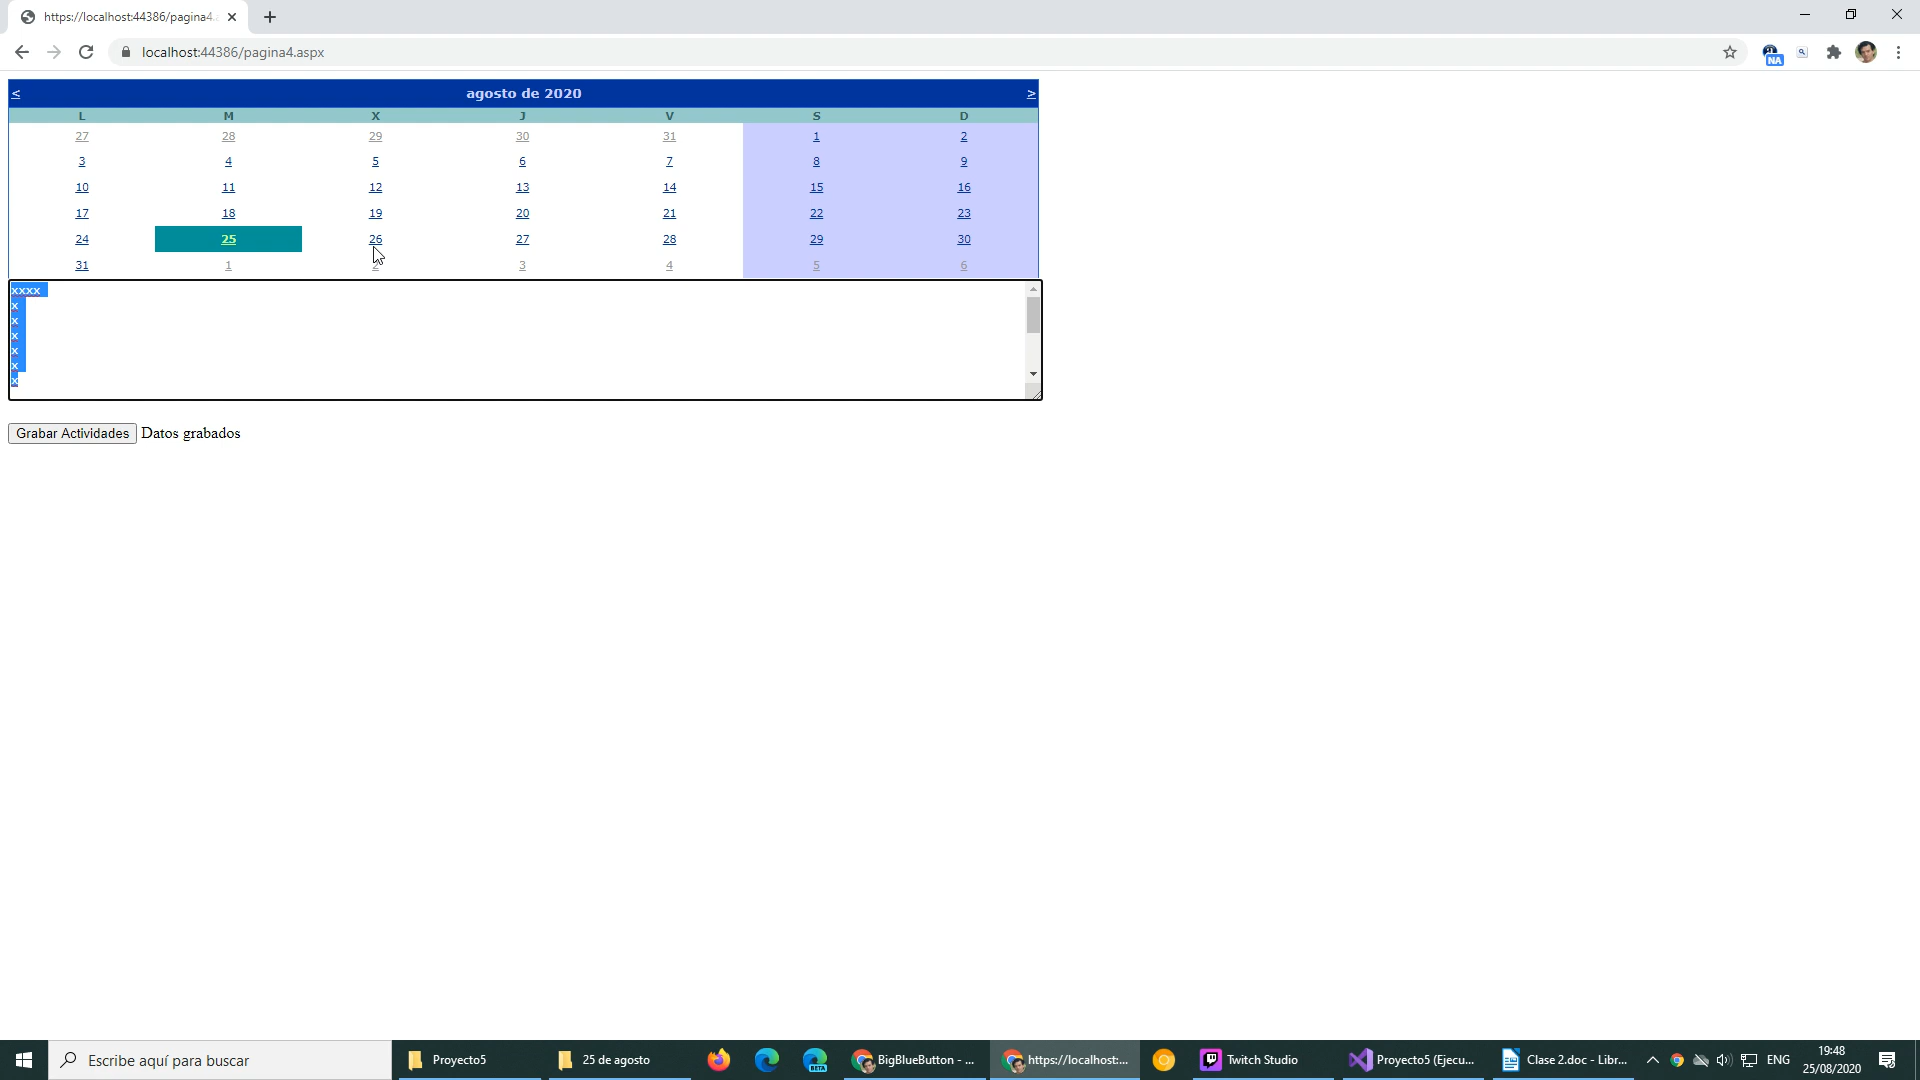 https://localhost:44386/pagina4.
localhost:44386/pagina4.aspx
NA
< agosto de 2020 >
L M X J V S D
27 28 29 30 31 1 2
3 4 5 6 7 8 9
10 11 12 13 14 15 16
17 18 19 20 21 22 23
24 25 26 27 28 29 30
31 1 2 3 4 5 6
xxxx
x
x
x
x
x
x
Grabar Actividades Datos grabados
Escribe aquí para buscar
Proyecto5
25 de agosto
BETA
BigBlueButton - ...
https://localhost:...
Twitch Studio
Proyecto5 (Ejecu...
Clase 2.doc - Libr...
ENG
19:48
25/08/2020